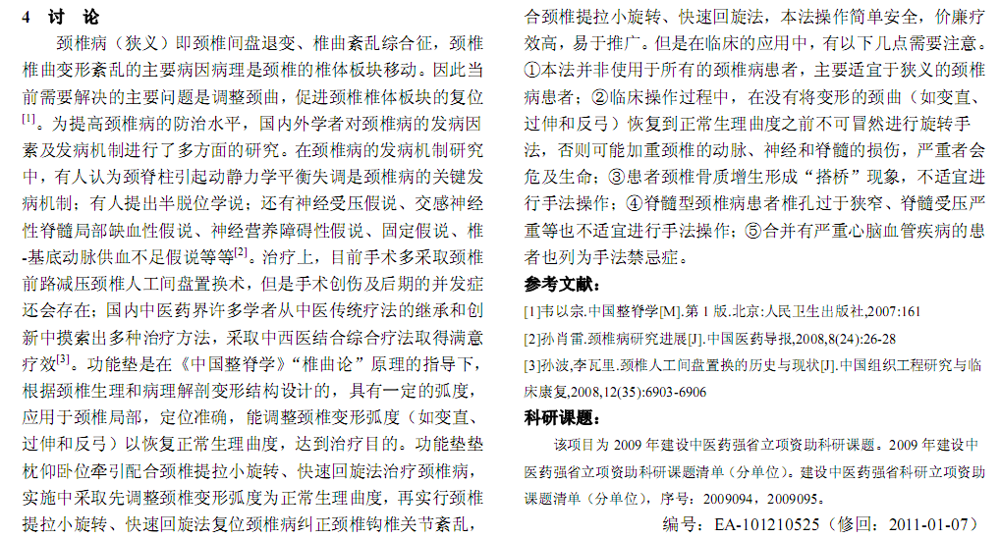 4 讨 论
颈椎病（狭义）即颈椎间盘退变、椎曲紊乱综合征，颈椎
椎曲变形紊乱的主要病因病理是颈椎的椎体板块移动。因此当
前需要解决的主要问题是调整颈曲，促进颈椎椎体板块的复位
[1]。为提高颈椎病的防治水平，国内外学者对颈椎病的发病因
素及发病机制进行了多方面的研究。在颈椎病的发病机制研究
中，有人认为颈脊柱引起动静力学平衡失调是颈椎病的关键发
病机制；有人提出半脱位学说；还有神经受压假说、交感神经
性脊髓局部缺血性假说、神经营养障碍性假说、固定假说、椎
-基底动脉供血不足假说等等[2]。治疗上，目前手术多采取颈椎
前路减压颈椎人工间盘置换术，但是手术创伤及后期的并发症
还会存在；国内中医药界许多学者从中医传统疗法的继承和创
新中摸索出多种治疗方法，采取中西医结合综合疗法取得满意
疗效[3]。功能垫是在《中国整脊学》“椎曲论”原理的指导下，
根据颈椎生理和病理解剖变形结构设计的，具有一定的弧度，
应用于颈椎局部，定位准确，能调整颈椎变形弧度（如变直、
过伸和反弓）以恢复正常生理曲度，达到治疗目的。功能垫垫
枕仰卧位牵引配合颈椎提拉小旋转、快速回旋法治疗颈椎病，
实施中采取先调整颈椎变形弧度为正常生理曲度，再实行颈椎
提拉小旋转、快速回旋法复位颈椎病纠正颈椎钩椎关节紊乱，
合颈椎提拉小旋转、快速回旋法，本法操作简单安全，价廉疗
效高，易于推广。但是在临床的应用中，有以下几点需要注意。
①本法并非使用于所有的颈椎病患者，主要适宜于狭义的颈椎
病患者；②临床操作过程中，在没有将变形的颈曲（如变直、
过伸和反弓）恢复到正常生理曲度之前不可冒然进行旋转手
法，否则可能加重颈椎的动脉、神经和脊髓的损伤，严重者会
危及生命；③患者颈椎骨质增生形成“搭桥”现象，不适宜进
行手法操作；④脊髓型颈椎病患者椎孔过于狭窄、脊髓受压严
重等也不适宜进行手法操作；⑤合并有严重心脑血管疾病的患
者也列为手法禁忌症。
参考文献：
[1]韦以宗.中国整脊学[M].第 1 版.北京:人民卫生出版社,2007:161
[2]孙肖雷.颈椎病研究进展[J].中国医药导报,2008,8(24):26-28
[3]孙波,李瓦里.颈椎人工间盘置换的历史与现状[J].中国组织工程研究与临
床康复,2008,12(35):6903-6906
科研课题：
该项目为 2009 年建设中医药强省立项资助科研课题。2009 年建设中
医药强省立项资助科研课题清单（分单位）。建设中医药强省科研立项资助
课题清单（分单位），序号：2009094，2009095。
编号：EA-101210525（修回：2011-01-07）